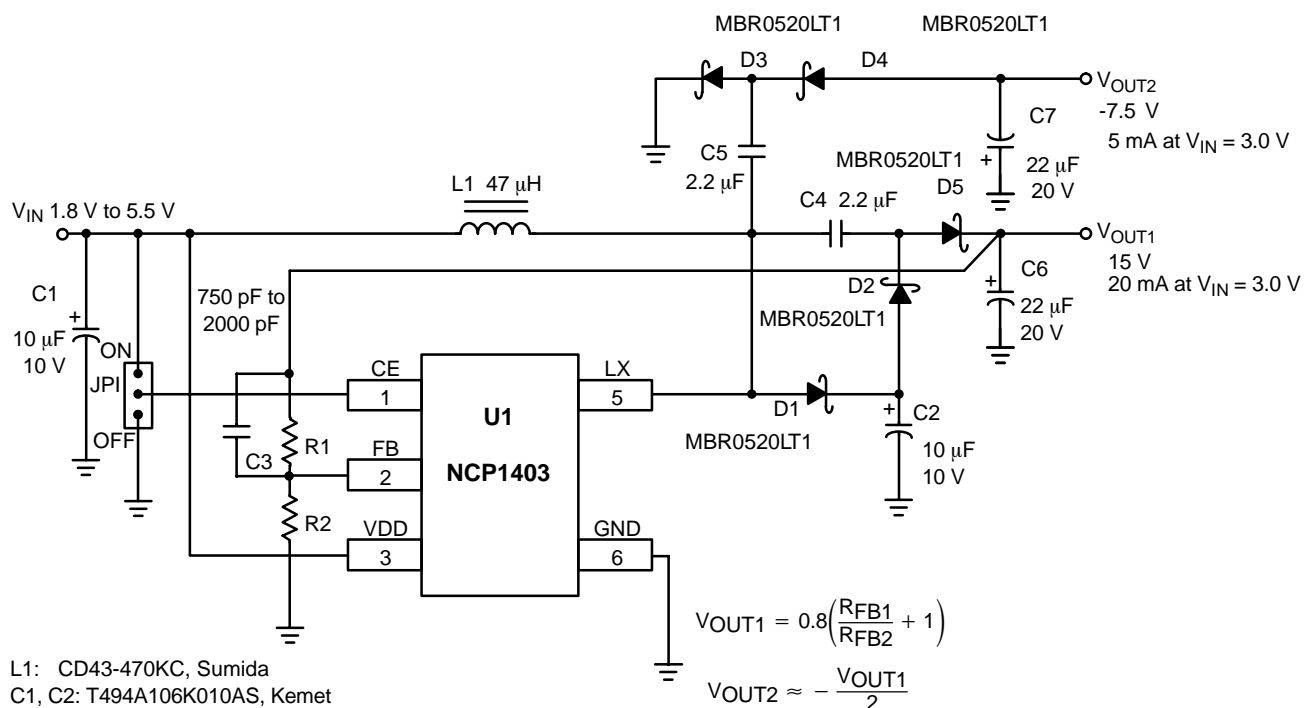 MBR0520LT1
MBR0520LT1
D3
D4
VOUT2
-7.5 V
5 mA at VIN = 3.0 V
C7
22 μF
20 V
+
C5
2.2 μF
MBR0520LT1
D5
L1 47 μH
C4 2.2 μF
VIN 1.8 V to 5.5 V
VOUT1
15 V
20 mA at VIN = 3.0 V
C6
22 μF
20 V
+
C1
+
10 μF
10 V
750 pF to
2000 pF
D2
MBR0520LT1
ON
JPI
OFF
CE
1
LX
5
U1
NCP1403
D1
MBR0520LT1
+
C2
10 μF
10 V
C3
R1
FB
2
R2
VDD
3
GND
6
VOUT1 = 0.8(RFB1/RFB2 + 1)
VOUT2 ≈ − VOUT1/2
L1: CD43-470KC, Sumida
C1, C2: T494A106K010AS, Kemet